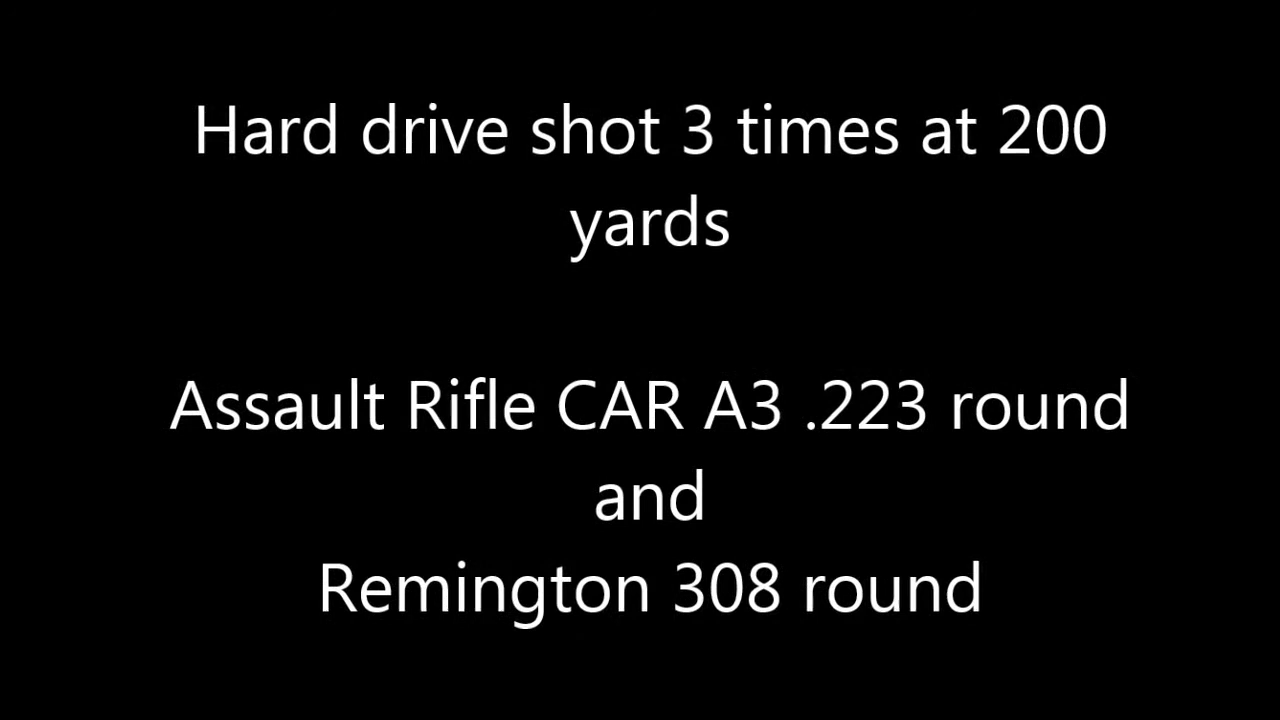 Hard drive shot 3 times at 200
yards
Assault Rifle CAR A3 .223 round
and
Remington 308 round